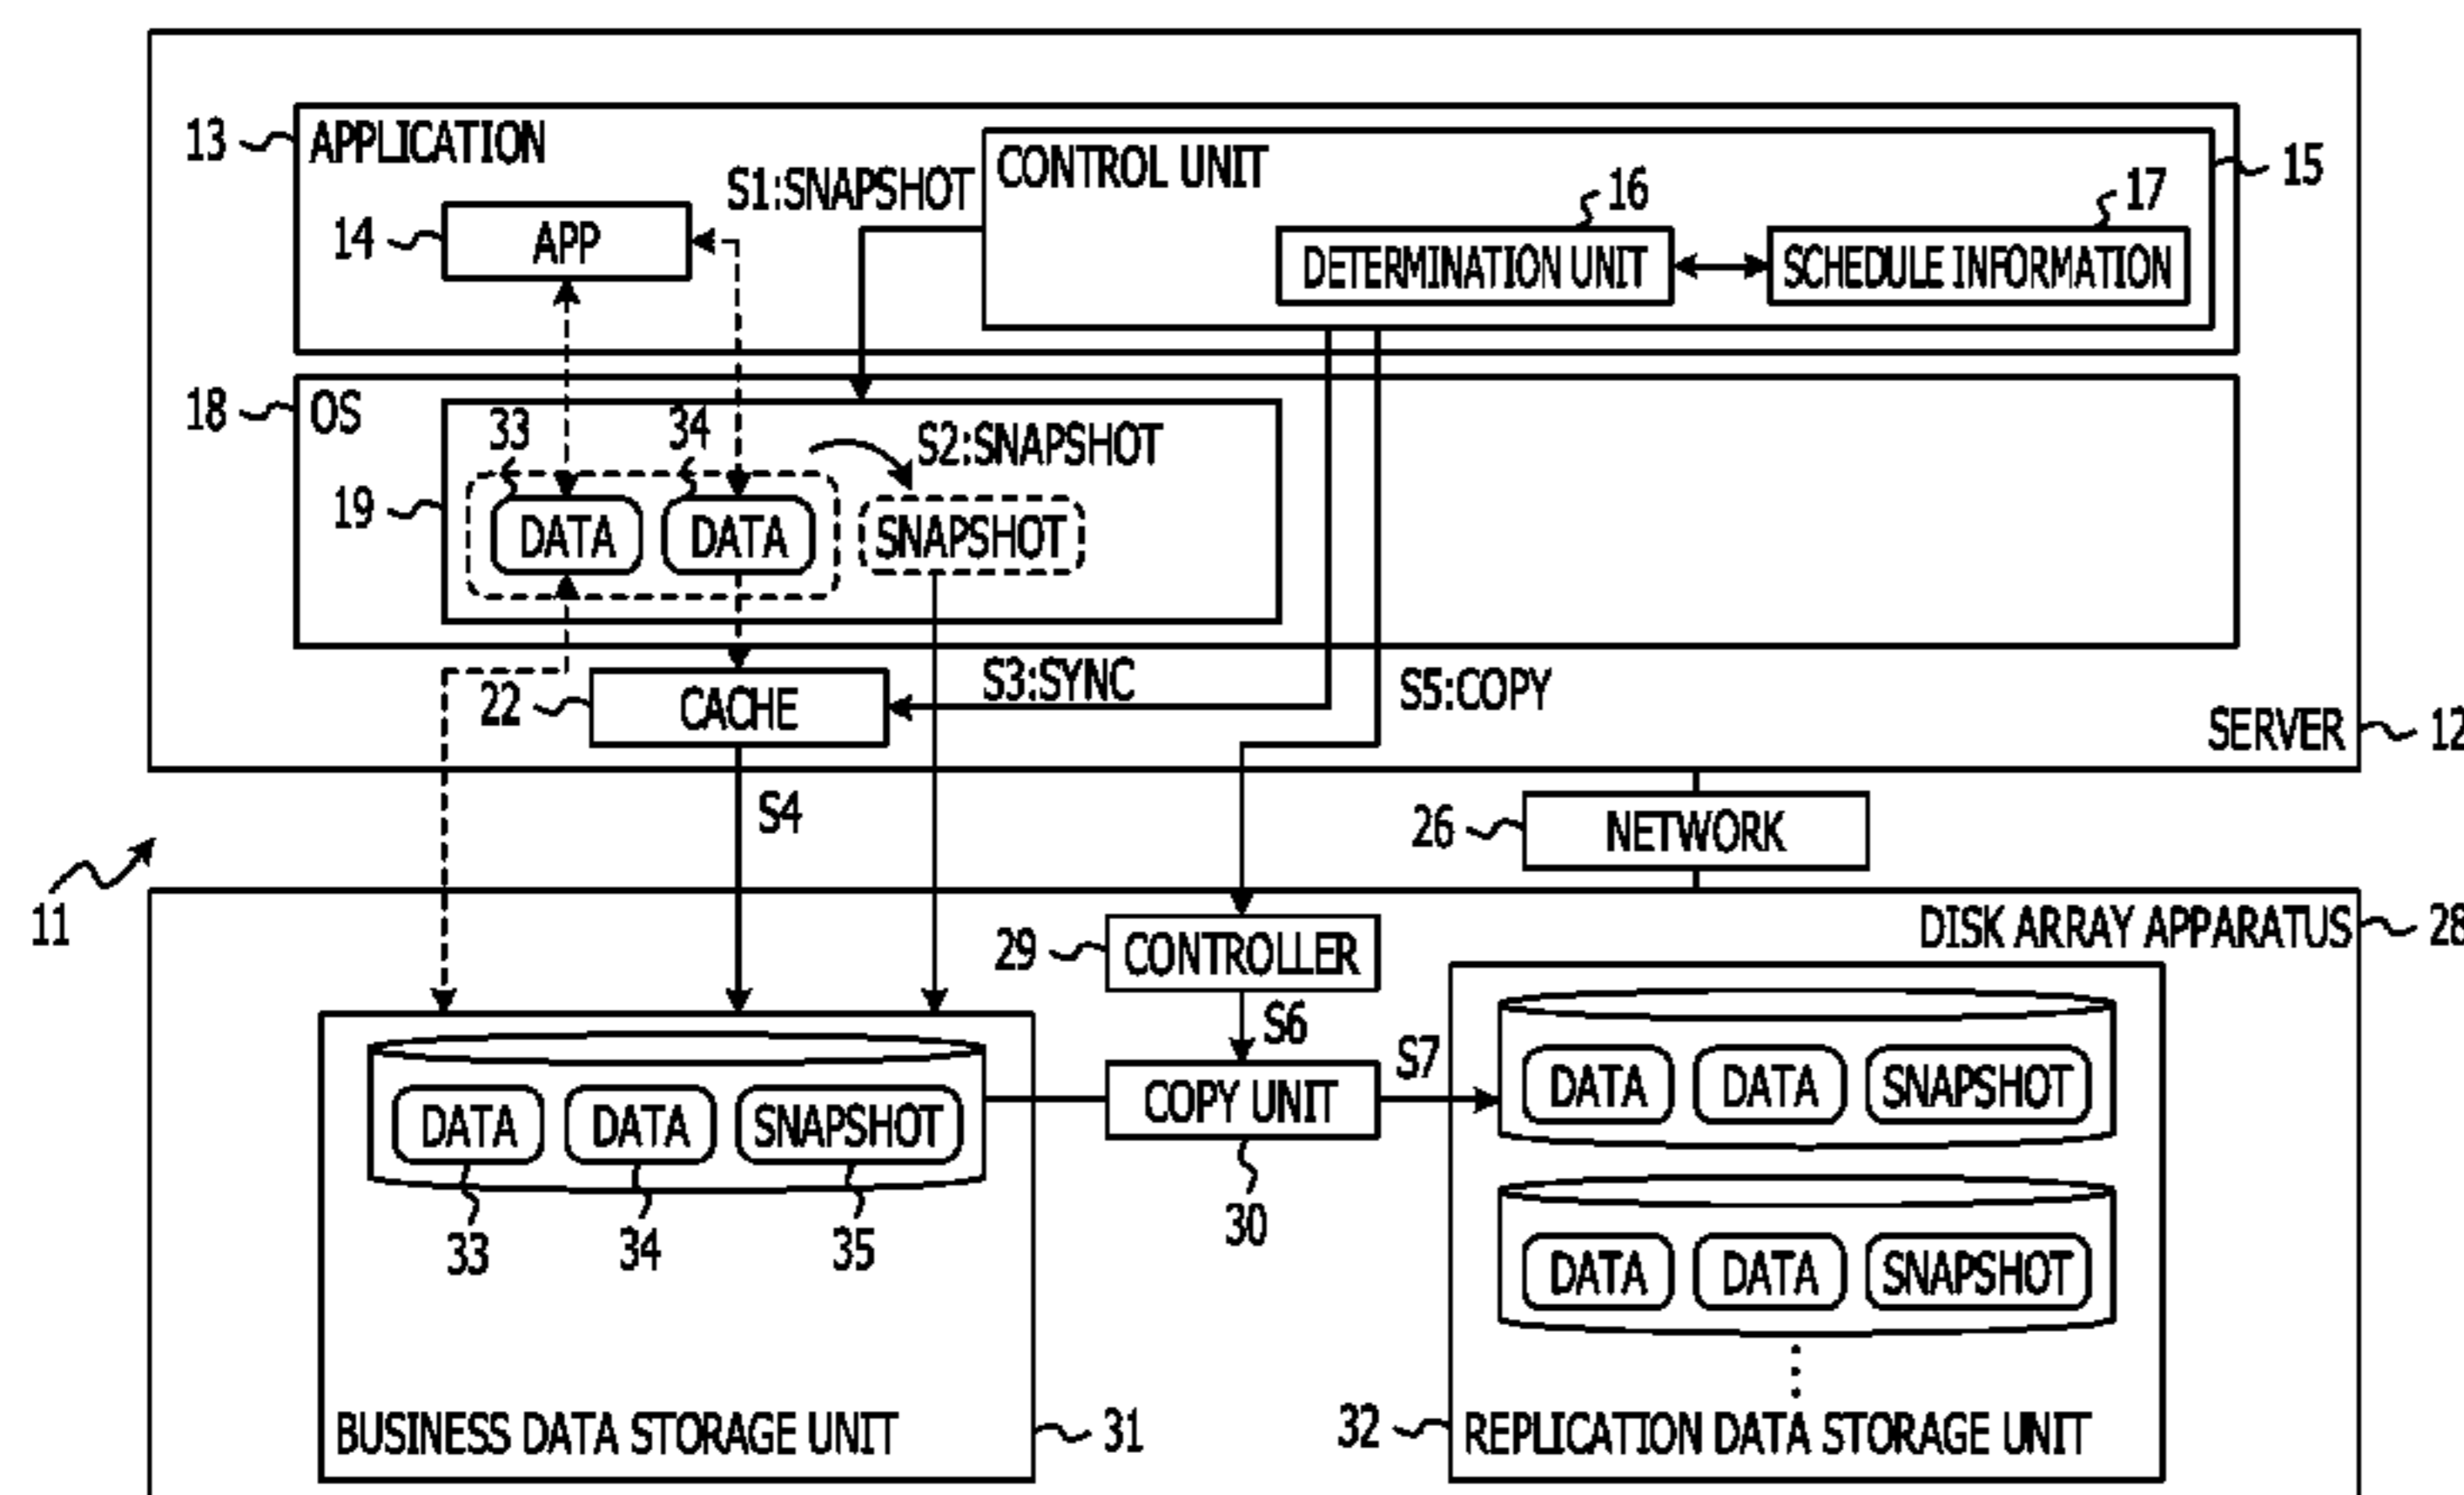 13
APPLICATION
S1:SNAPSHOT
CONTROL UNIT
15
14
APP
16
17
DETERMINATION UNIT
SCHEDULE INFORMATION
18
OS
33
34
S2:SNAPSHOT
19
DATA
DATA
SNAPSHOT
22
CACHE
S3:SYNC
S5:COPY
SERVER
12
S4
26
NETWORK
11
DISK ARRAY APPARATUS
28
29
CONTROLLER
S6
S7
COPY UNIT
30
DATA
DATA
SNAPSHOT
33
34
35
DATA
DATA
SNAPSHOT
DATA
DATA
SNAPSHOT
BUSINESS DATA STORAGE UNIT
31
32
REPLICATION DATA STORAGE UNIT